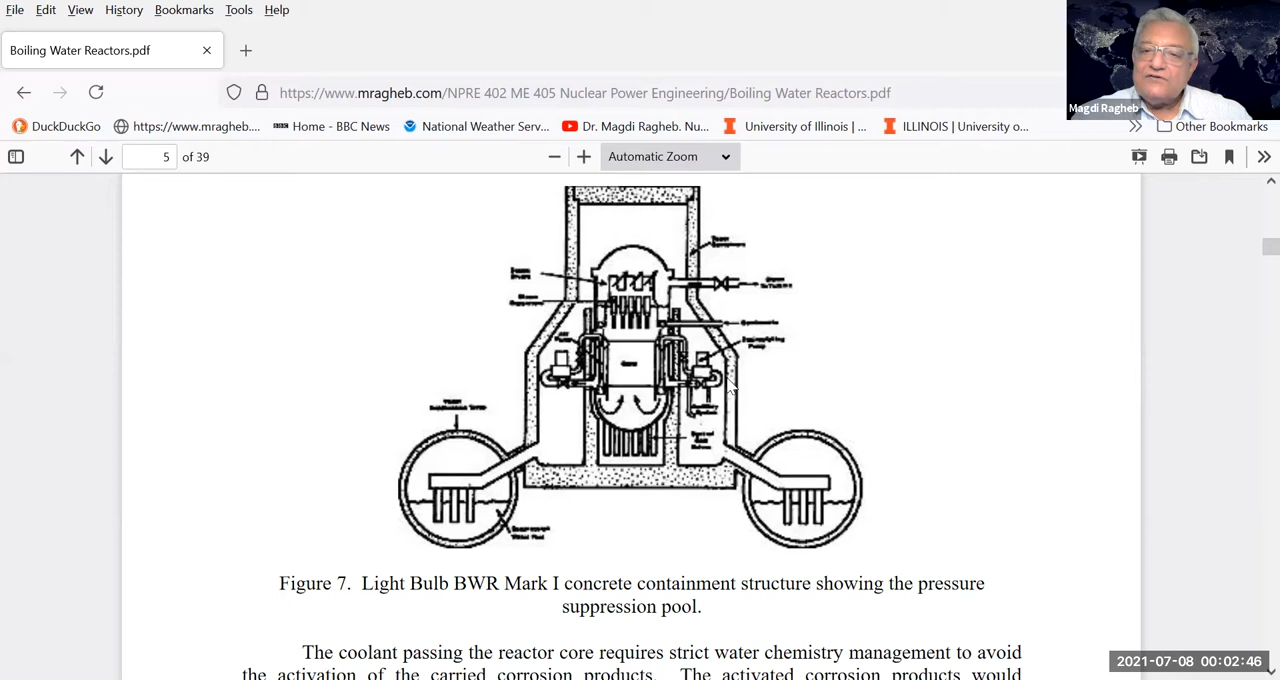 File Edit View History Bookmarks Tools Help
Boiling Water Reactors.pdf
https://www.mragheb.com/NPRE 402 ME 405 Nuclear Power Engineering/Boiling Water Reactors.pdf
Magdi Ragheb
DuckDuckGo https://www.mragheb... BBC Home - BBC News National Weather Serv... Dr. Magdi Ragheb. Nu... University of Illinois |... ILLINOIS | University o... Other Bookmarks
5 of 39 Automatic Zoom
Core
Figure 7. Light Bulb BWR Mark I concrete containment structure showing the pressure
suppression pool.
The coolant passing the reactor core requires strict water chemistry management to avoid
the activation of the carried corrosion products. The activated corrosion products would
2021-07-08 00:02:46